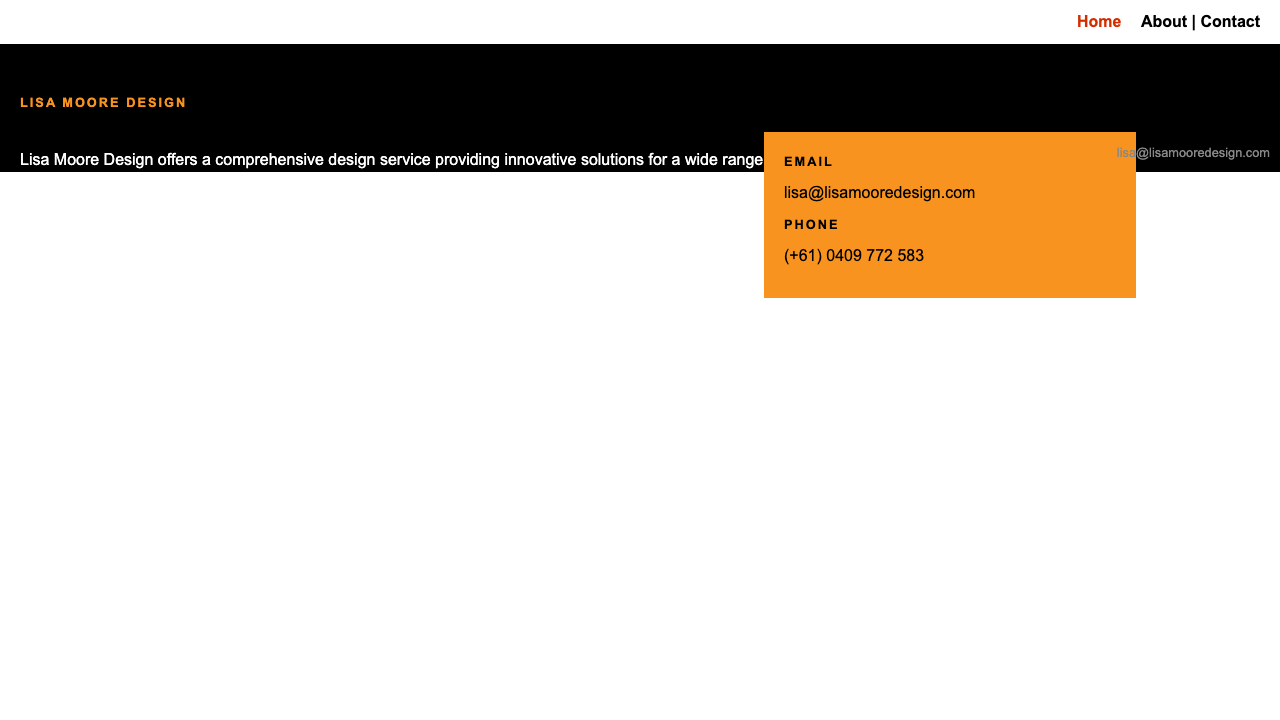 Home About | Contact
LISA MOORE DESIGN
Lisa Moore Design offers a comprehensive design service providing innovative solutions for a wide range
EMAIL
lisa@lisamooredesign.com
PHONE
(+61) 0409 772 583
lisa@lisamooredesign.com